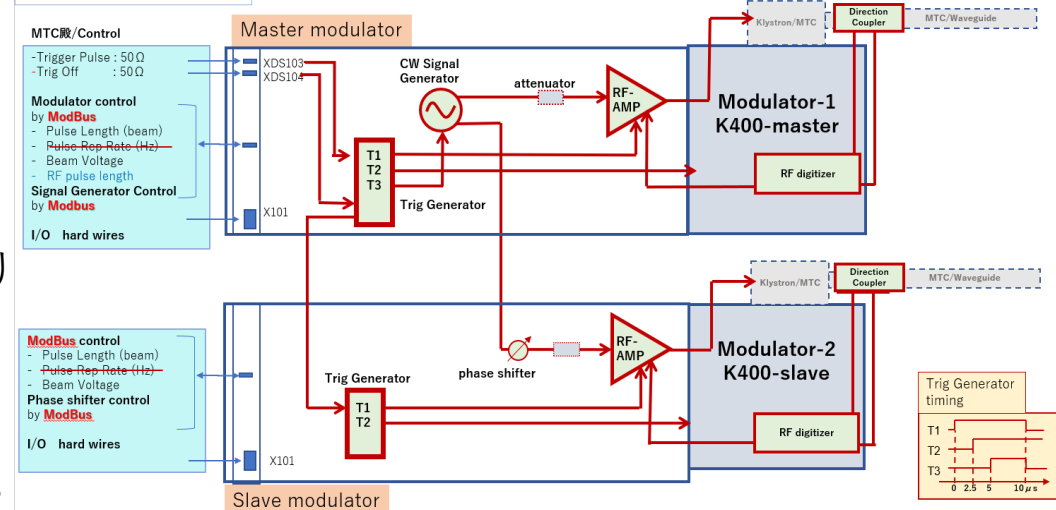 Master modulator
MTC殿/Control
-Trigger Pulse : 50Ω
-Trig Off : 50Ω
Modulator control
by ModBus
- Pulse Length (beam)
- Pulse Rep Rate (Hz)
- Beam Voltage
- RF pulse length
Signal Generator Control
by Modbus
I/O hard wires
XDS103
XDS104
X101
CW Signal
Generator
attenuator
RF-
AMP
T1
T2
T3
Trig Generator
Modulator-1
K400-master
RF digitizer
Klystron/MTC
Direction
Coupler
MTC/Waveguide
ModBus control
- Pulse Length (beam)
- Pulse Rep Rate (Hz)
- Beam Voltage
Phase shifter control
by ModBus
I/O hard wires
X101
Trig Generator
T1
T2
phase shifter
RF-
AMP
Modulator-2
K400-slave
RF digitizer
Klystron/MTC
Direction
Coupler
MTC/Waveguide
Slave modulator
Trig Generator
timing
T1
T2
T3
0 2.5 5 10μs